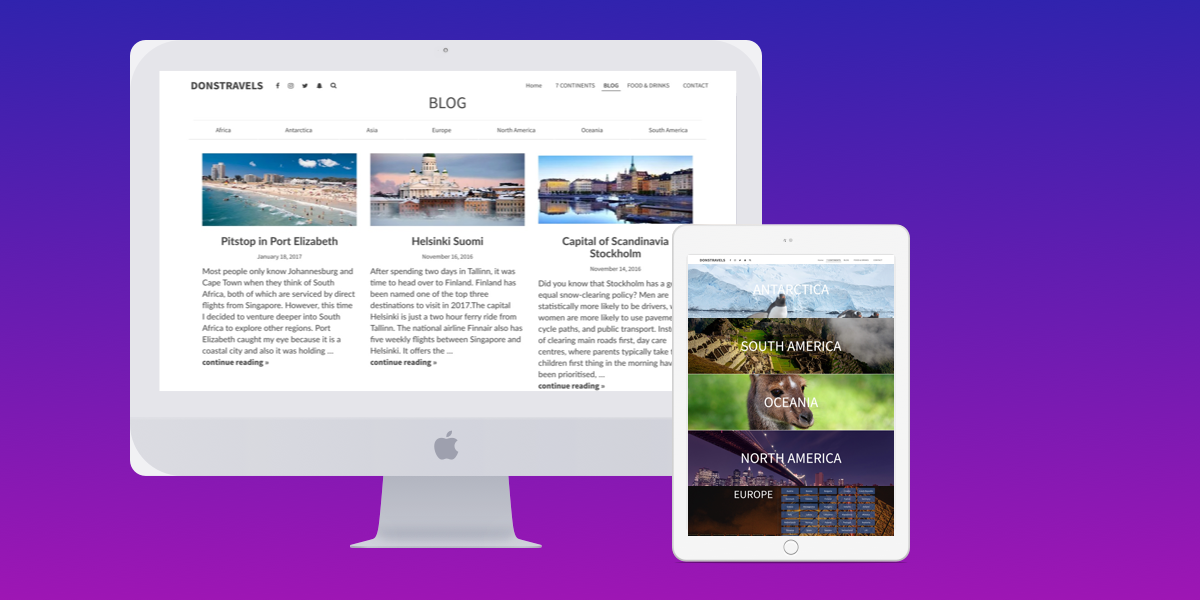 DONSTRAVELS
Home 7 CONTINENTS BLOG FOOD & DRINKS CONTACT
BLOG
Africa Antarctica Asia Europe North America Oceania South America
Pitstop in Port Elizabeth
January 18, 2017
Most people only know Johannesburg and
Cape Town when they think of South
Africa, both of which are serviced by direct
flights from Singapore. However, this time
I decided to venture deeper into South
Africa to explore other regions. Port
Elizabeth caught my eye because it is a
coastal city and also it was holding ...
continue reading »
Helsinki Suomi
November 16, 2016
After spending two days in Tallinn, it was
time to head over to Finland. Finland has
been named one of the top three
destinations to visit in 2017.The capital
Helsinki is just a two hour ferry ride from
Tallinn. The national airline Finnair also has
five weekly flights between Singapore and
Helsinki. It offers the ...
continue reading »
Capital of Scandinavia
Stockholm
November 14, 2016
Did you know that Stockholm has a
equal snow-clearing policy? Men are
statistically more likely to be drivers,
women are more likely to use
cycle paths, and public transport.
of clearing main roads first, day care
centres, where parents typically take
children first thing in the morning
been prioritised, ...
continue reading »
DONSTRAVELS
ANTARCTICA
SOUTH AMERICA
OCEANIA
NORTH AMERICA
EUROPE